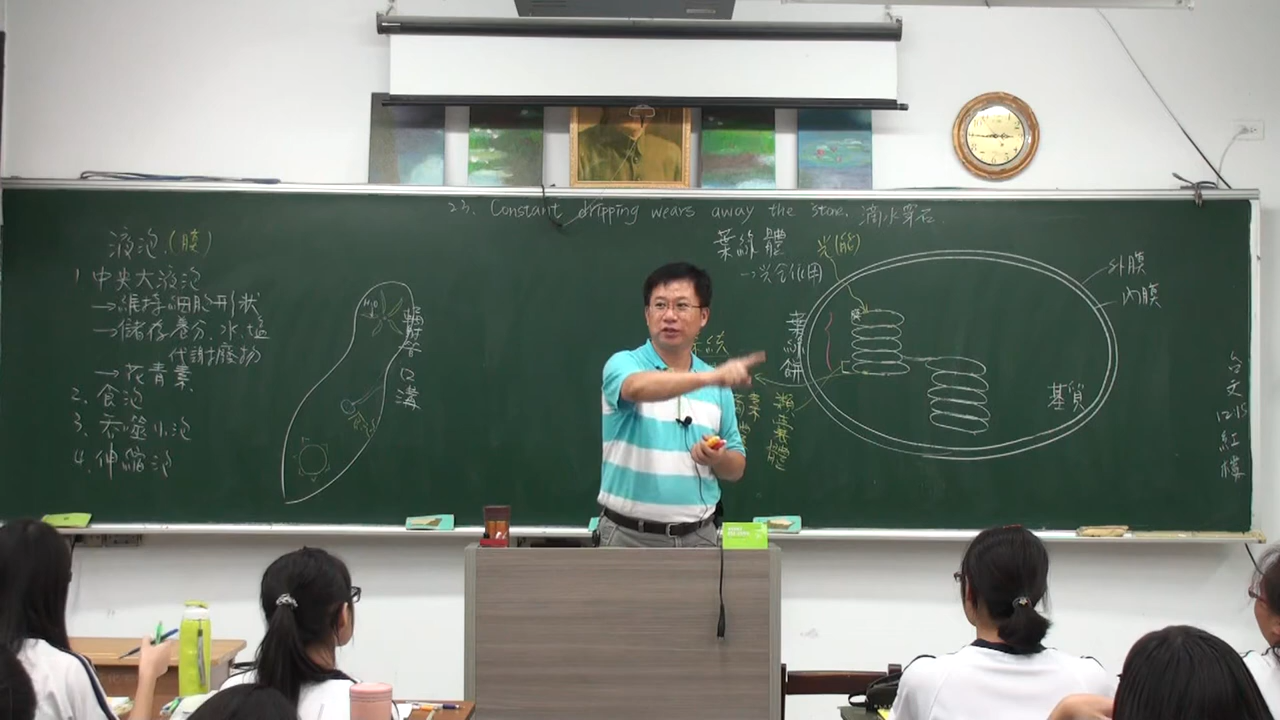 23. Constant dripping wears away the stone. 滴水穿石
液泡 (膜)
1 中央大液泡
→維持細胞形狀
→儲存養分、水、鹽
代謝廢物
→花青素
2. 食泡
3. 吞噬小泡
4. 伸縮泡
H2O
葉綠體
→光合作用
光(能)
外膜
內膜
葉綠餅
基質
類囊體
台文
12:15
紅樓